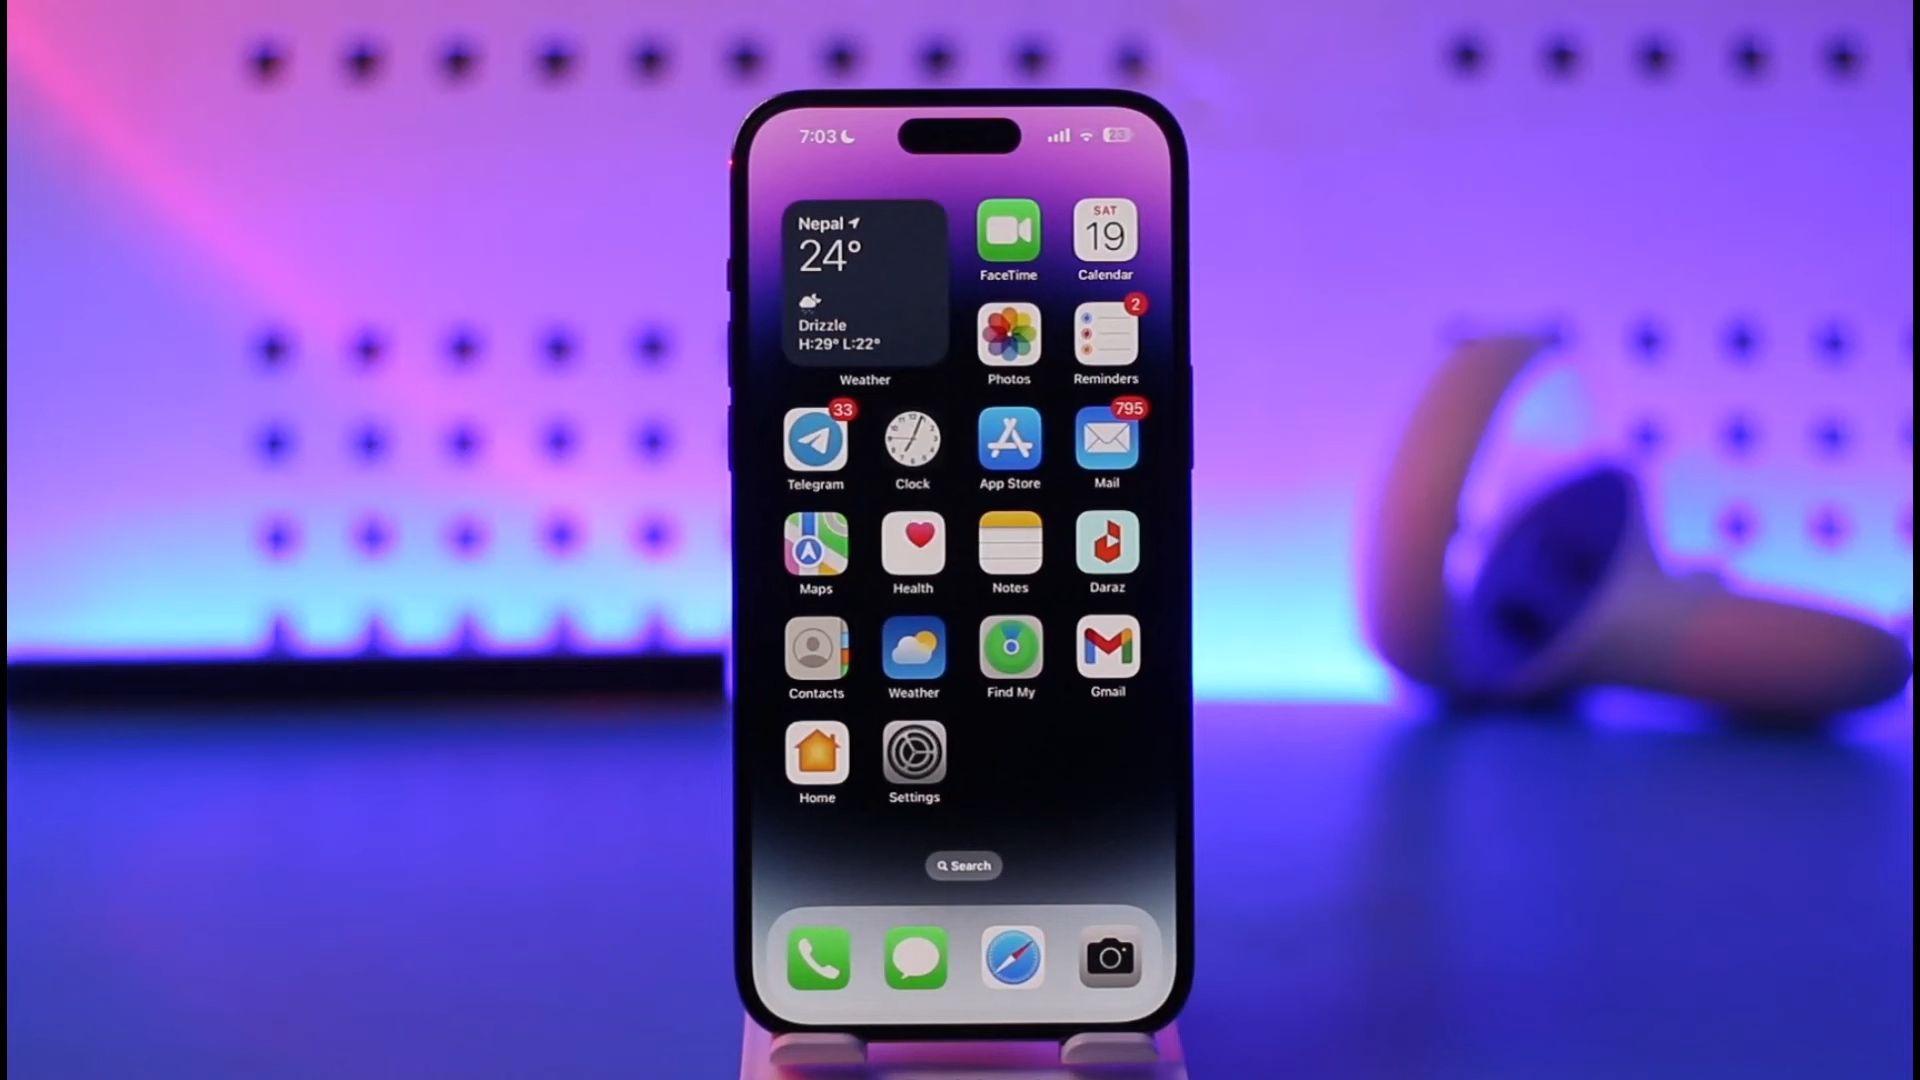 7:03
23
Nepal
24°
Drizzle
H:29° L:22°
Weather
FaceTime
SAT
19
Calendar
Photos
2
Reminders
33
Telegram
Clock
App Store
795
Mail
Maps
Health
Notes
Daraz
Contacts
Weather
Find My
Gmail
Home
Settings
Search